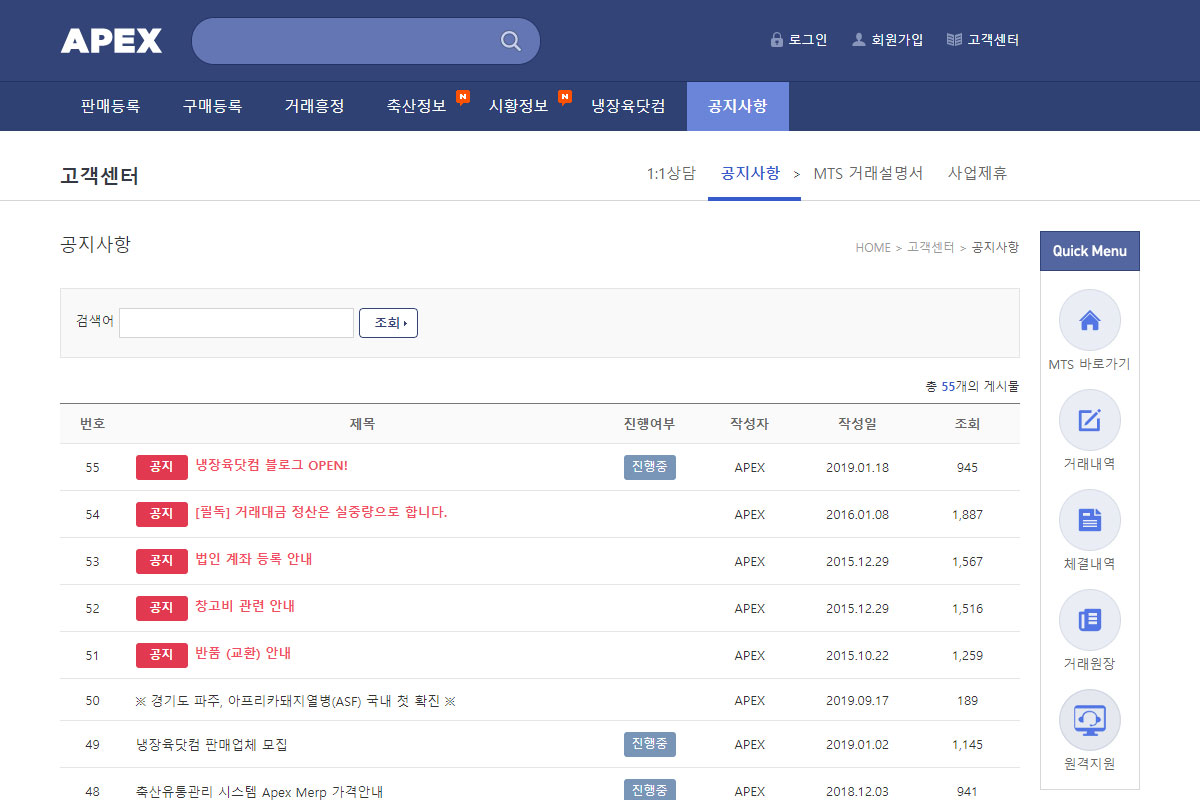 APEX
로그인 회원가입 고객센터
판매등록 구매등록 거래흥정 축산정보 N 시황정보 N 냉장육닷컴 공지사항
고객센터 1:1상담 공지사항 > MTS 거래설명서 사업제휴
공지사항 HOME > 고객센터 > 공지사항
Quick Menu
검색어 조회
MTS 바로가기
총 55개의 게시물
번호 제목 진행여부 작성자 작성일 조회
55 공지 냉장육닷컴 블로그 OPEN! 진행중 APEX 2019.01.18 945
거래내역
54 공지 [필독] 거래대금 정산은 실중량으로 합니다. APEX 2016.01.08 1,887
53 공지 법인 계좌 등록 안내 APEX 2015.12.29 1,567
체결내역
52 공지 창고비 관련 안내 APEX 2015.12.29 1,516
51 공지 반품 (교환) 안내 APEX 2015.10.22 1,259
거래원장
50 ※ 경기도 파주, 아프리카돼지열병(ASF) 국내 첫 확진 ※ APEX 2019.09.17 189
49 냉장육닷컴 판매업체 모집 진행중 APEX 2019.01.02 1,145
원격지원
48 축산유통관리 시스템 Apex Merp 가격안내 진행중 APEX 2018.12.03 941